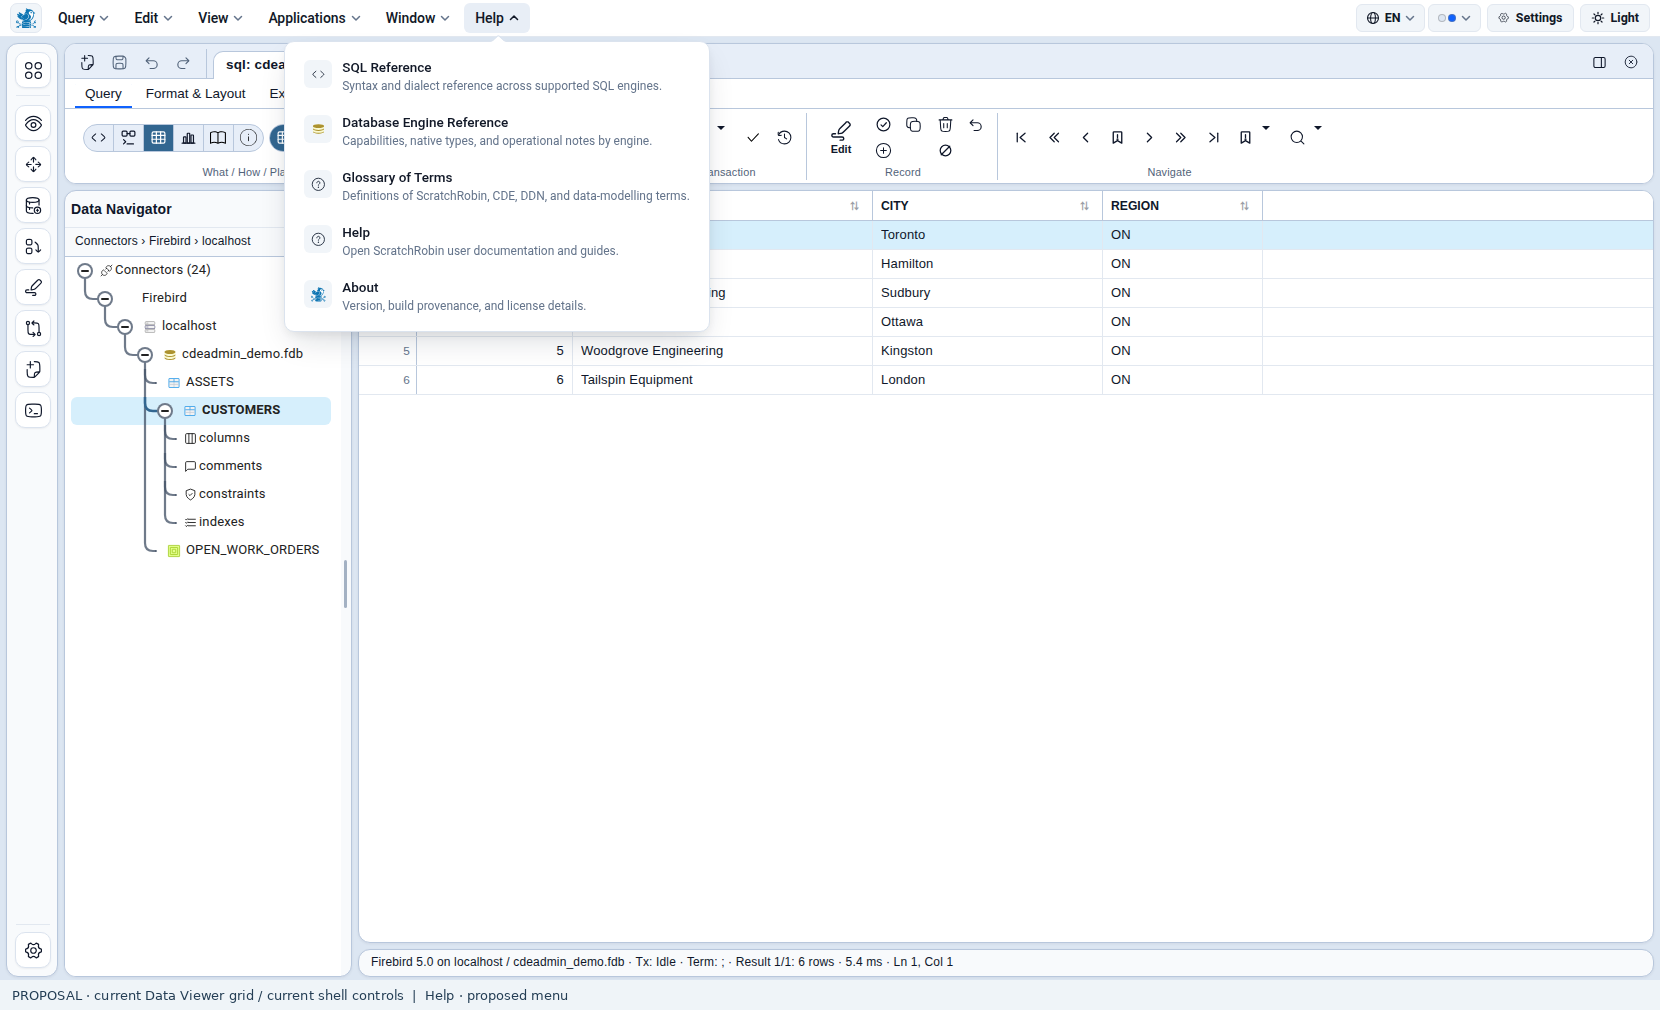 Query Edit View Applications Window Help EN Settings Light
sql: cdea
Query Format & Layout Ex
Edit
What / How / Pla
ansaction Record Navigate
SQL Reference
Syntax and dialect reference across supported SQL engines.
Database Engine Reference
Capabilities, native types, and operational notes by engine.
Glossary of Terms
Definitions of ScratchRobin, CDE, DDN, and data-modelling terms.
Help
Open ScratchRobin user documentation and guides.
About
Version, build provenance, and license details.
Data Navigator
Connectors › Firebird › localhost
Connectors (24)
Firebird
localhost
cdeadmin_demo.fdb
ASSETS
CUSTOMERS
columns
comments
constraints
indexes
OPEN_WORK_ORDERS
CITY REGION
Toronto ON
Hamilton ON
ing Sudbury ON
Ottawa ON
5 5 Woodgrove Engineering Kingston ON
6 6 Tailspin Equipment London ON
Firebird 5.0 on localhost / cdeadmin_demo.fdb · Tx: Idle · Term: ; · Result 1/1: 6 rows · 5.4 ms · Ln 1, Col 1
PROPOSAL · current Data Viewer grid / current shell controls | Help · proposed menu